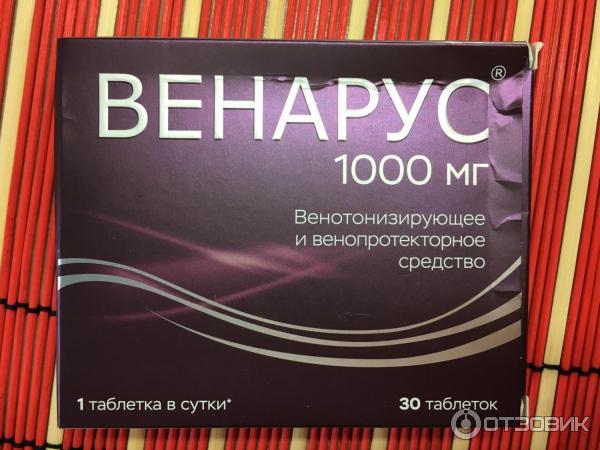 ВЕНАРУС®
1000 мг
Венотонизирующее
и венопротекторное
средство
1 таблетка в сутки*
30 таблеток
ОТЗОВИК